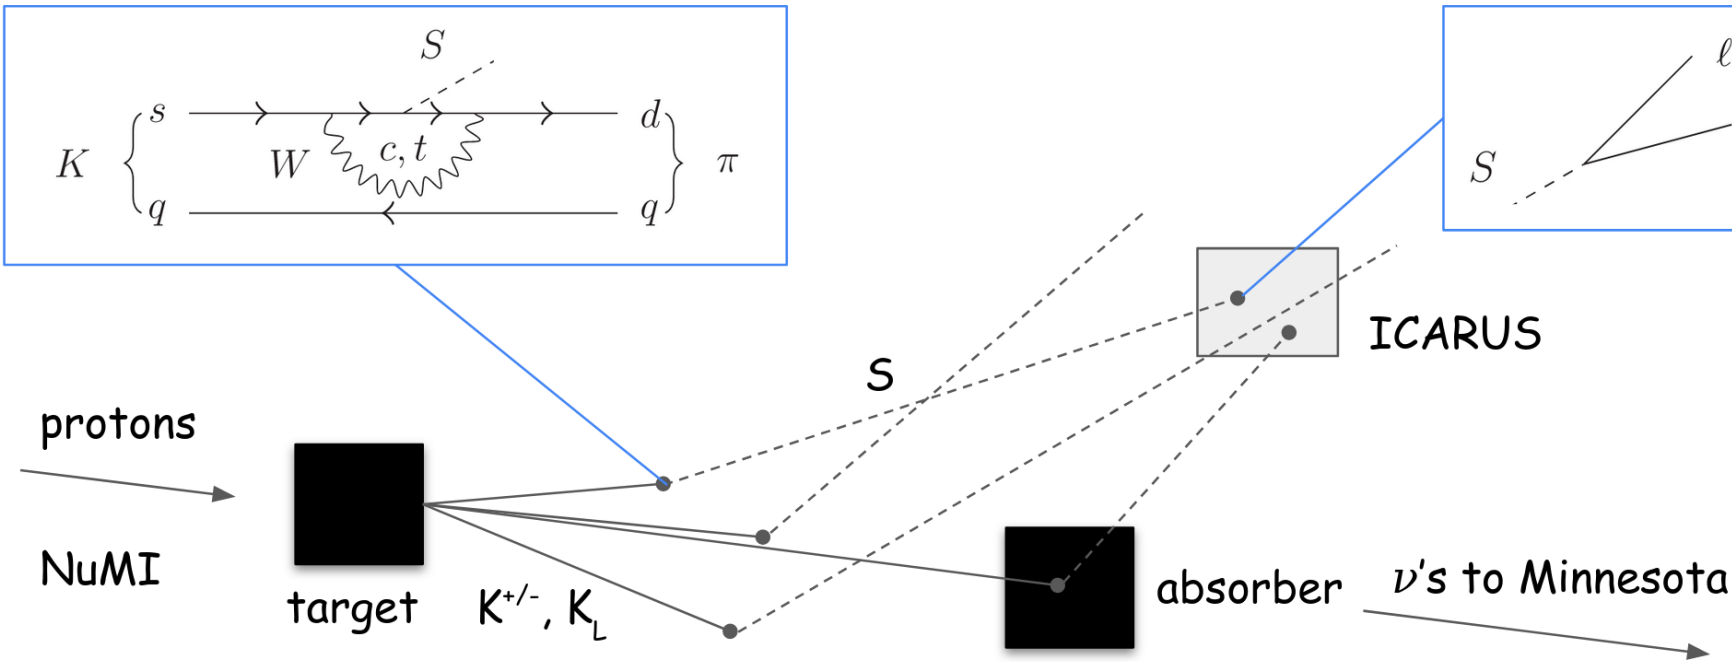 S
s
d
K
W
c, t
π
q
q
ℓ
S
ICARUS
S
protons
NuMI
target
K+/-, KL
absorber
ν's to Minnesota